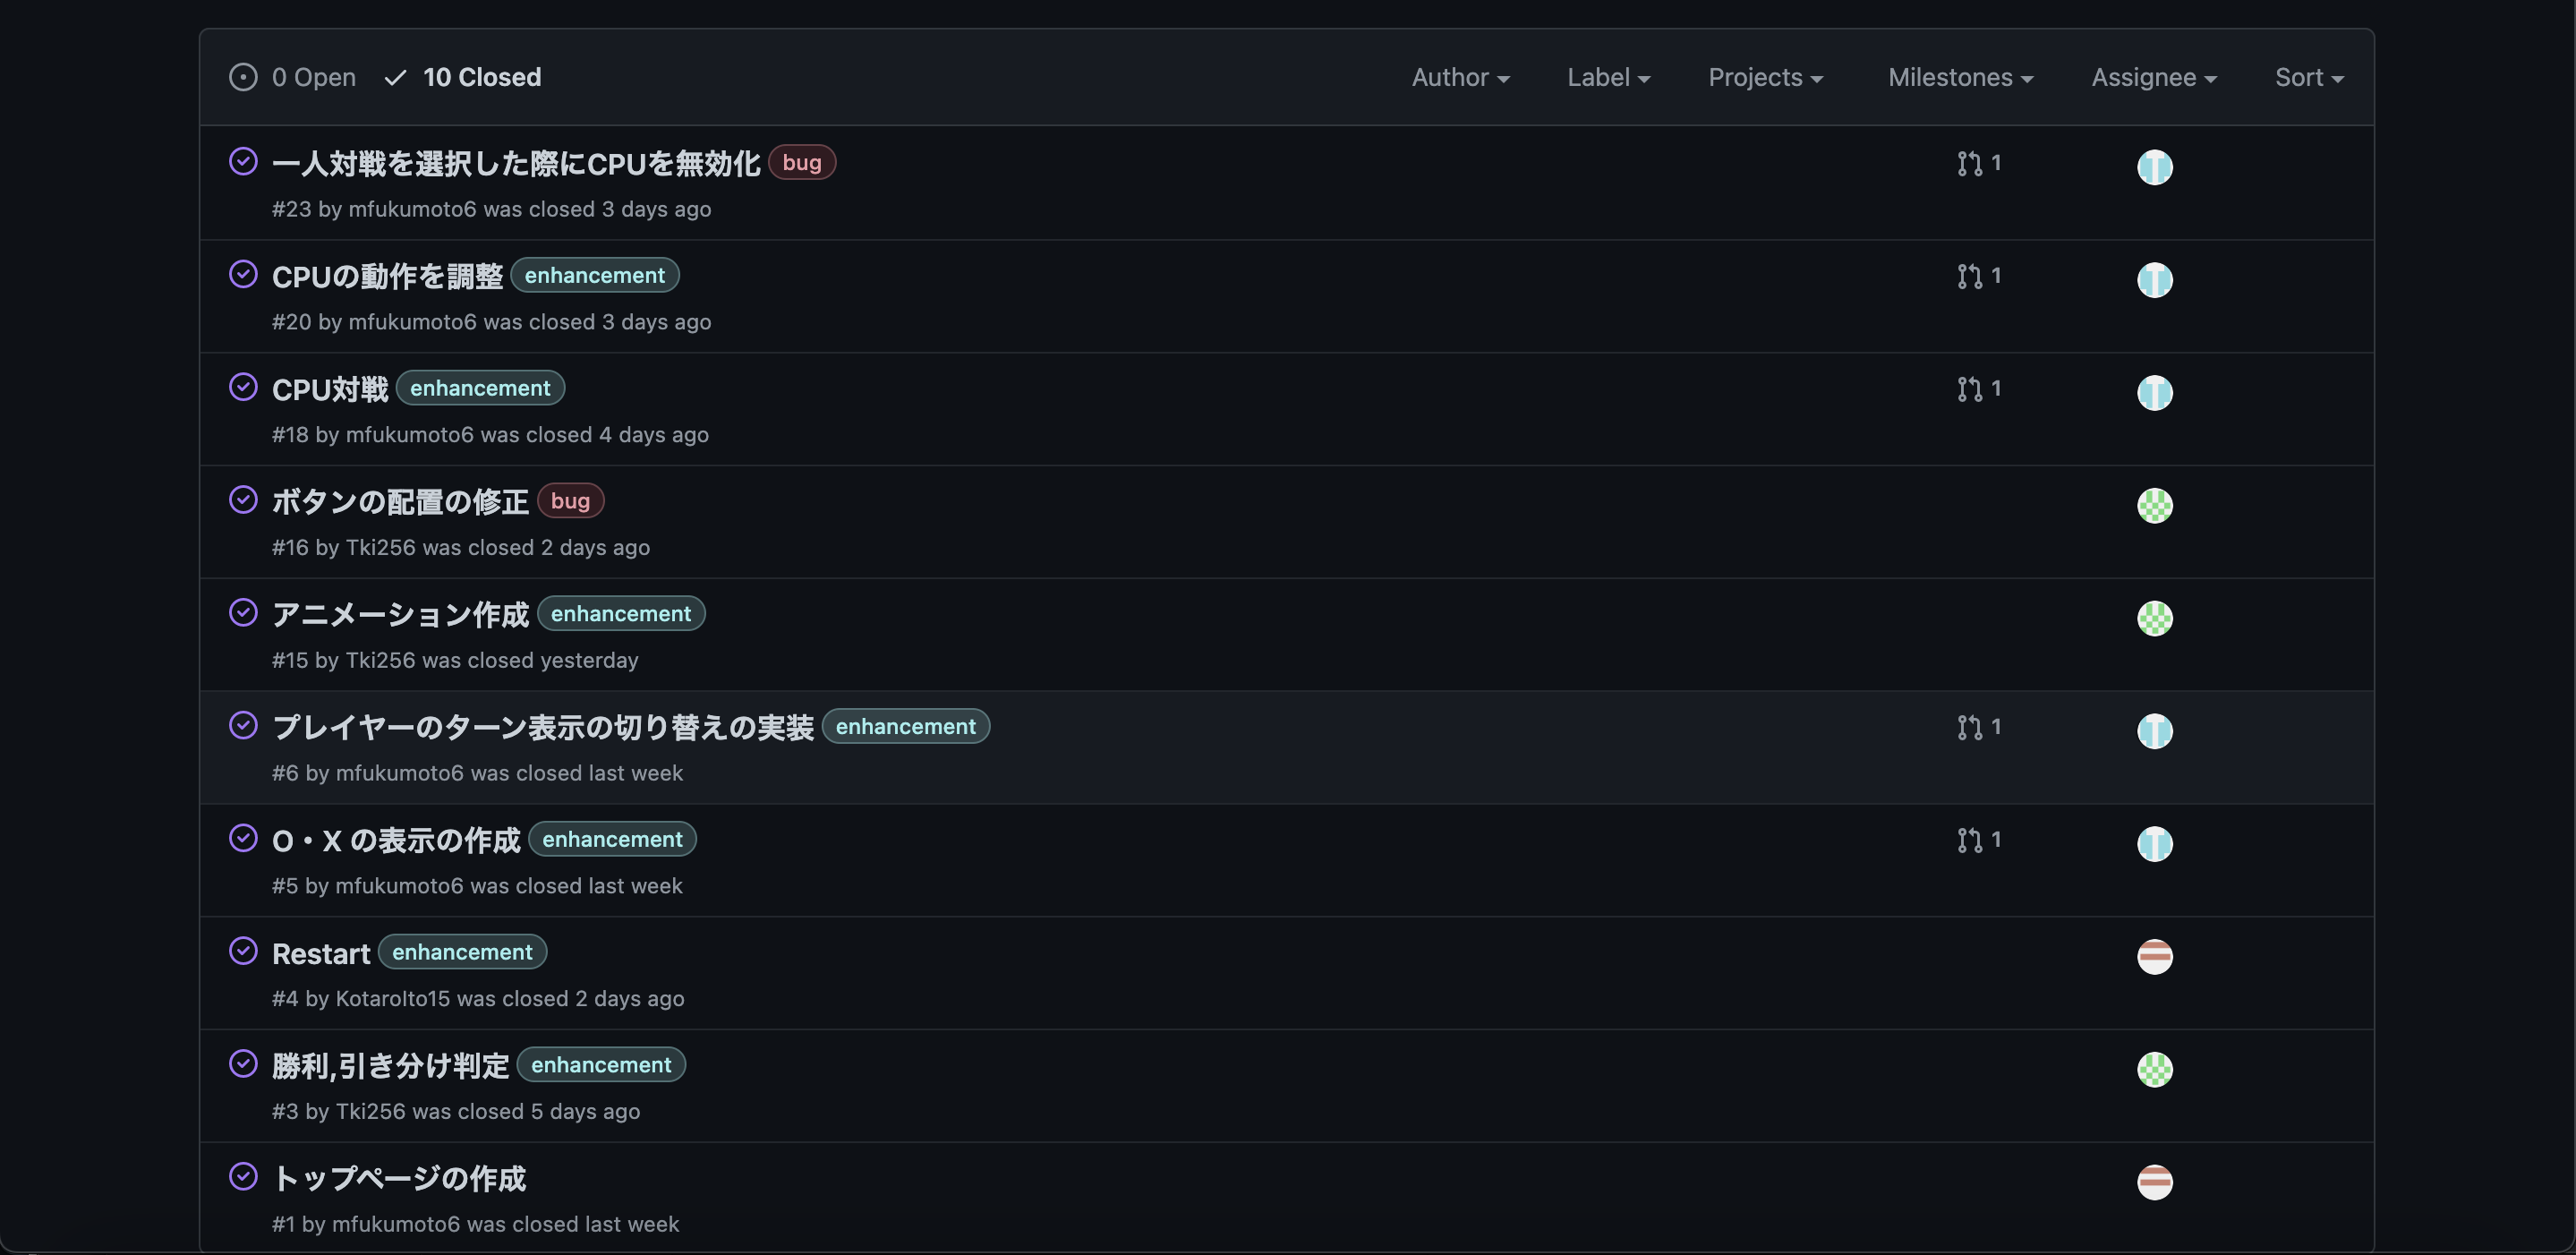 0 Open 10 Closed Author Label Projects Milestones Assignee Sort
一人対戦を選択した際にCPUを無効化 bug 1
#23 by mfukumoto6 was closed 3 days ago
CPUの動作を調整 enhancement 1
#20 by mfukumoto6 was closed 3 days ago
CPU対戦 enhancement 1
#18 by mfukumoto6 was closed 4 days ago
ボタンの配置の修正 bug
#16 by Tki256 was closed 2 days ago
アニメーション作成 enhancement
#15 by Tki256 was closed yesterday
プレイヤーのターン表示の切り替えの実装 enhancement 1
#6 by mfukumoto6 was closed last week
O・X の表示の作成 enhancement 1
#5 by mfukumoto6 was closed last week
Restart enhancement
#4 by KotaroIto15 was closed 2 days ago
勝利,引き分け判定 enhancement
#3 by Tki256 was closed 5 days ago
トップページの作成
#1 by mfukumoto6 was closed last week